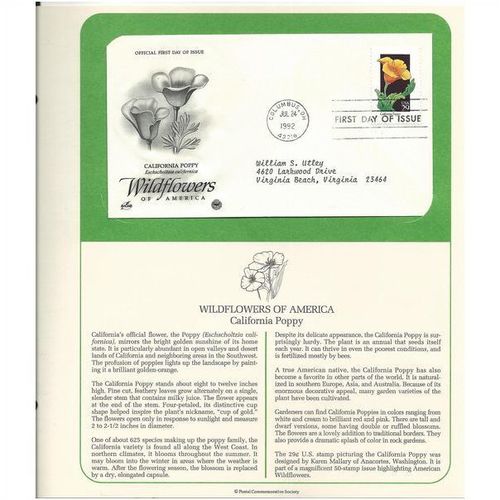 OFFICIAL FIRST DAY OF ISSUE
CALIFORNIA POPPY
Eschscholtzia californica
Wildflowers
OF AMERICA
COLUMBUS, OH
JUL 24
1992
FIRST DAY OF ISSUE
29
William S. Utley
4620 Larkwood Drive
Virginia Beach, Virginia 23464
WILDFLOWERS OF AMERICA
California Poppy
California's official flower, the Poppy (Eschscholtzia cali-
fornica), mirrors the bright golden sunshine of its home
state. It is particularly abundant in open valleys and desert
lands of California and neighboring areas in the Southwest.
The profusion of poppies lights up the landscape by paint-
ing it a brilliant golden-orange.
The California Poppy stands about eight to twelve inches
high. Fine cut, feathery leaves grow alternately on a single,
slender stem that contains milky juice. The flower appears
at the end of the stem. Four-petaled, its distinctive cup
shape helped inspire the plant's nickname, "cup of gold."
The flowers open only in response to sunlight and measure
2 to 2-1/2 inches in diameter.
One of about 625 species making up the poppy family, the
California variety is found all along the West Coast. In
northern climates, it blooms throughout the summer. It
may bloom into the winter in areas where the weather is
warm. After the flowering season, the blossom is replaced
by a dry, elongated capsule.
Despite its delicate appearance, the California Poppy is sur-
prisingly hardy. The plant is an annual that seeds itself
each year. It can thrive in even the poorest conditions, and
is fertilized mostly by bees.
A true American native, the California Poppy has also
become a favorite in other parts of the world. It is natural-
ized in southern Europe, Asia, and Australia. Because of its
enormous decorative appeal, many garden varieties of the
plant have been cultivated.
Gardeners can find California Poppies in colors ranging from
white and cream to brilliant red and pink. There are tall and
dwarf versions, some having double or ruffled blossoms.
The flowers are a lovely addition to traditional borders. They
also provide a dramatic splash of color in rock gardens.
The 29¢ U.S. stamp picturing the California Poppy was
designed by Karen Mallary of Anacortes, Washington. It is
part of a magnificent 50-stamp issue highlighting American
Wildflowers.
© Postal Commemorative Society